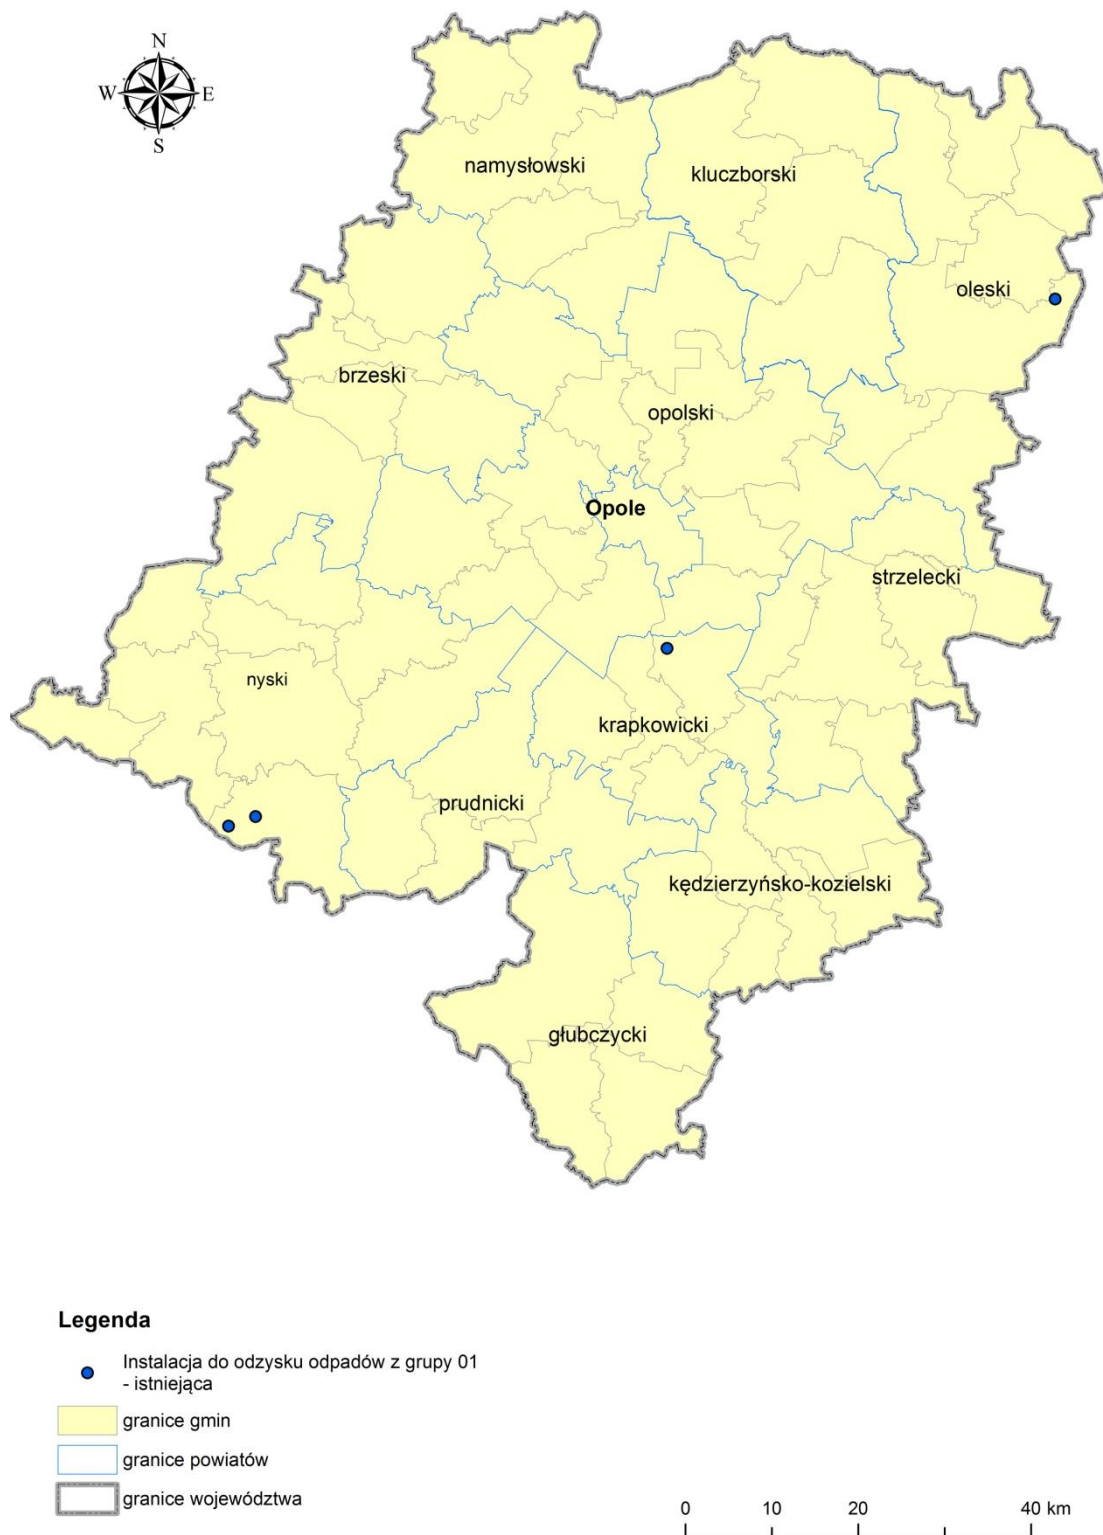 N
W E
S
namysłowski
kluczborski
oleski
brzeski
opolski
Opole
strzelecki
nyski
krapkowicki
prudnicki
kędzierzyńsko-kozielski
głubczycki
Legenda
Instalacja do odzysku odpadów z grupy 01
- istniejąca
granice gmin
granice powiatów
granice województwa
0 10 20 40 km